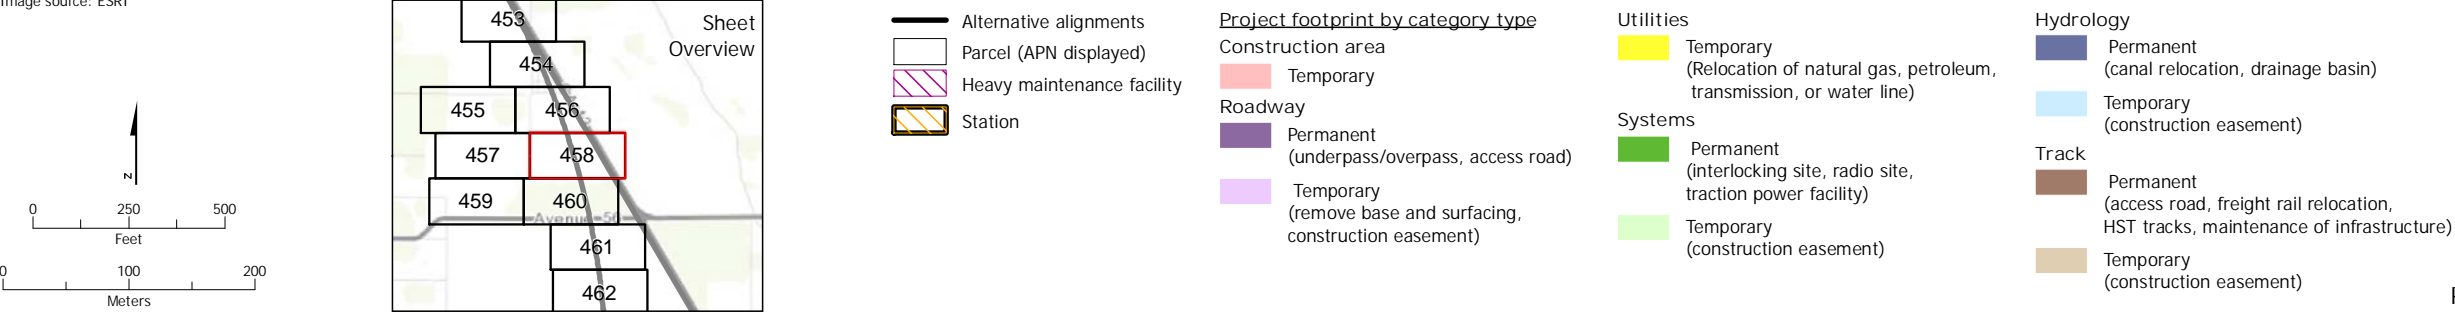 Image source: ESRI
N
0 250 500
Feet
0 100 200
Meters
Sheet
Overview
453
454
455 456
457 458
459 460
Avenue 56
461
462
Alternative alignments
Parcel (APN displayed)
Heavy maintenance facility
Station
Project footprint by category type
Construction area
Temporary
Roadway
Permanent
(underpass/overpass, access road)
Temporary
(remove base and surfacing,
construction easement)
Utilities
Temporary
(Relocation of natural gas, petroleum,
transmission, or water line)
Systems
Permanent
(interlocking site, radio site,
traction power facility)
Temporary
(construction easement)
Hydrology
Permanent
(canal relocation, drainage basin)
Temporary
(construction easement)
Track
Permanent
(access road, freight rail relocation,
HST tracks, maintenance of infrastructure)
Temporary
(construction easement)